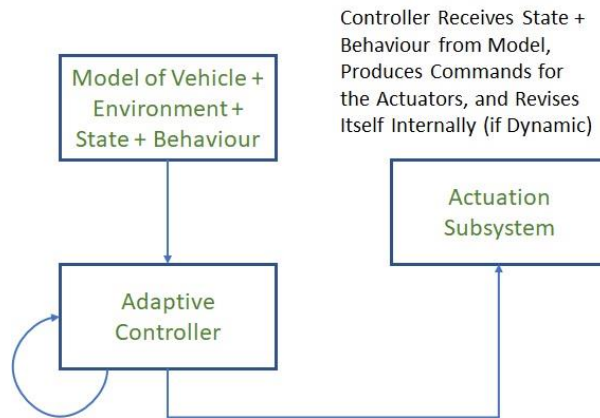 Controller Receives State +
Behaviour from Model,
Produces Commands for
the Actuators, and Revises
Itself Internally (if Dynamic)
Model of Vehicle +
Environment +
State + Behaviour
Actuation
Subsystem
Adaptive
Controller